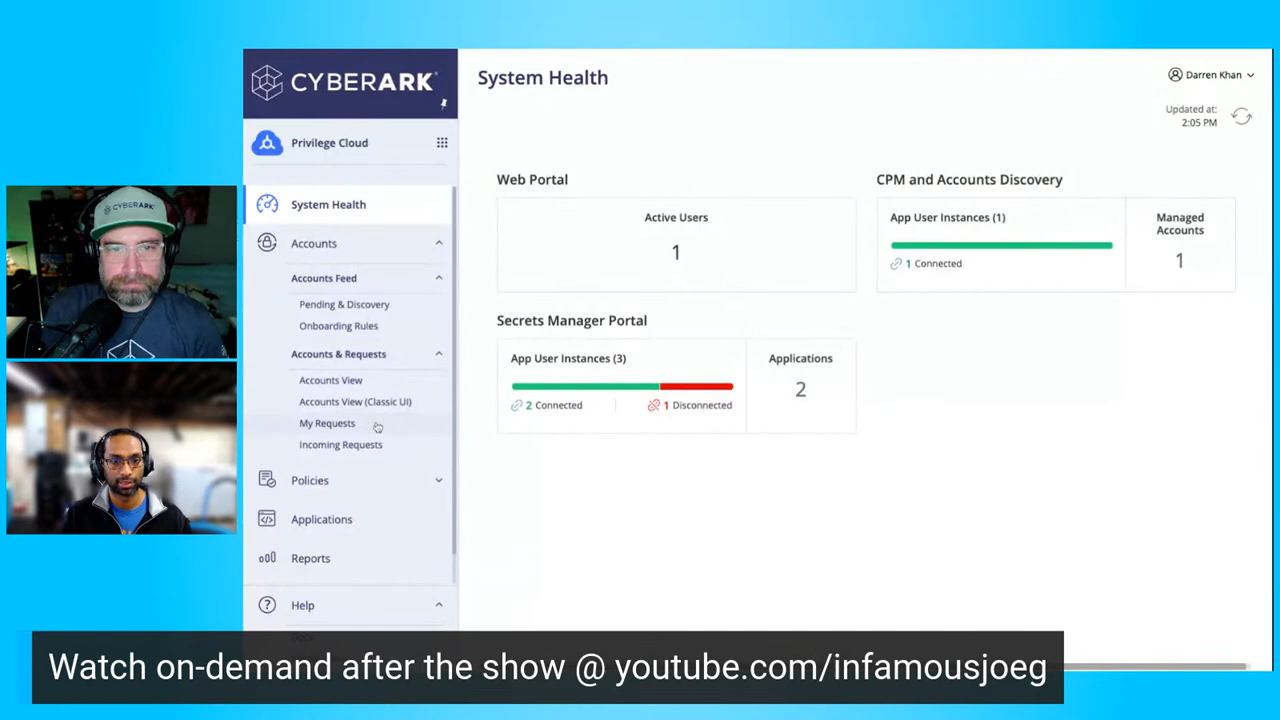 CYBERARK
System Health
Darren Khan
Updated at:
2:05 PM
Privilege Cloud
System Health
Accounts
Accounts Feed
Pending & Discovery
Onboarding Rules
Accounts & Requests
Accounts View
Accounts View (Classic UI)
My Requests
Incoming Requests
Policies
Applications
Reports
Help
Web Portal
Active Users
1
CPM and Accounts Discovery
App User Instances (1)
1 Connected
Managed
Accounts
1
Secrets Manager Portal
App User Instances (3)
2 Connected
1 Disconnected
Applications
2
CYBERARK
Watch on-demand after the show @ youtube.com/infamousjoeg